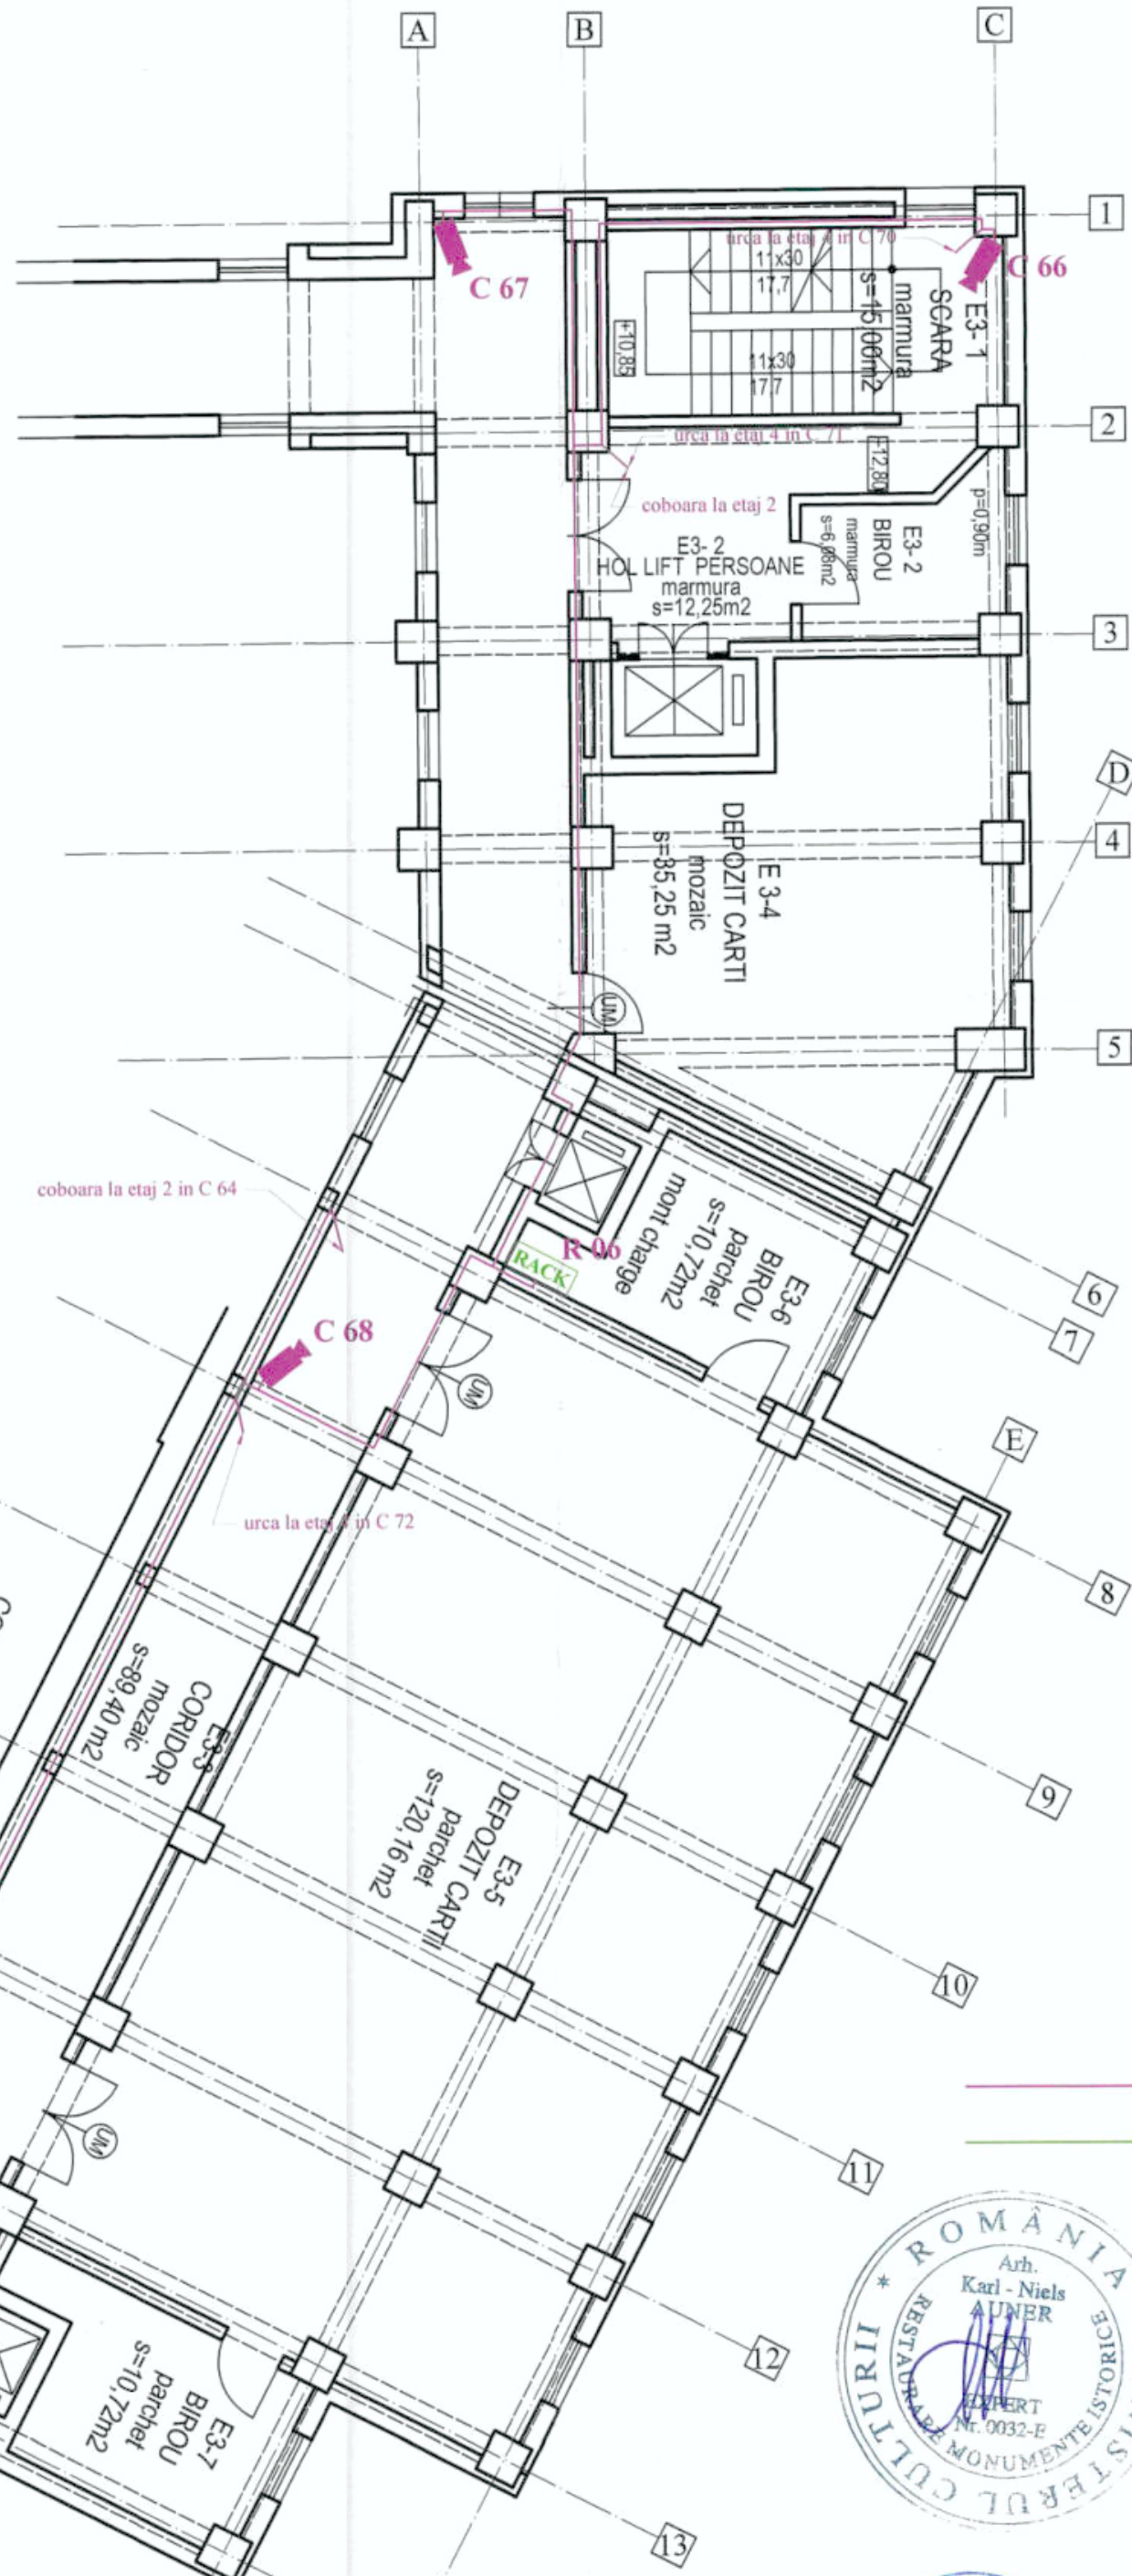 A
B
C
1
C 67
urca la etaj 4 in C 70
C 66
11x30
17,7
+10,85
11x30
17,7
E3- 1
SCARA
marmura
s=15,00m2
2
urca la etaj 4 in C 71
+12,80
coboara la etaj 2
p=0,90m
E3- 2
HOL LIFT PERSOANE
marmura
s=12,25m2
E3- 2
BIROU
marmura
3
D
E 3-4
DEPOZIT CARTI
mozaic
s=35,25 m2
4
UM
5
coboara la etaj 2 in C 64
R 06
RACK
E3-6
BIROU
parchet
s=10,72m2
mont charge
6
7
C 68
UM
E
urca la etaj 4 in C 72
8
E3-3
CORIDOR
mozaic
s=89,40 m2
9
E3-5
DEPOZIT CARTI
parchet
s=120,16 m2
10
UM
11
12
E3-7
BIROU
parchet
s=10,72m2
13
ROMÂNIA
Arh.
Karl - Niels
AUNER
EXPERT
Nr. 0032-E
RESTAURARE MONUMENTE ISTORICE
CULTURII